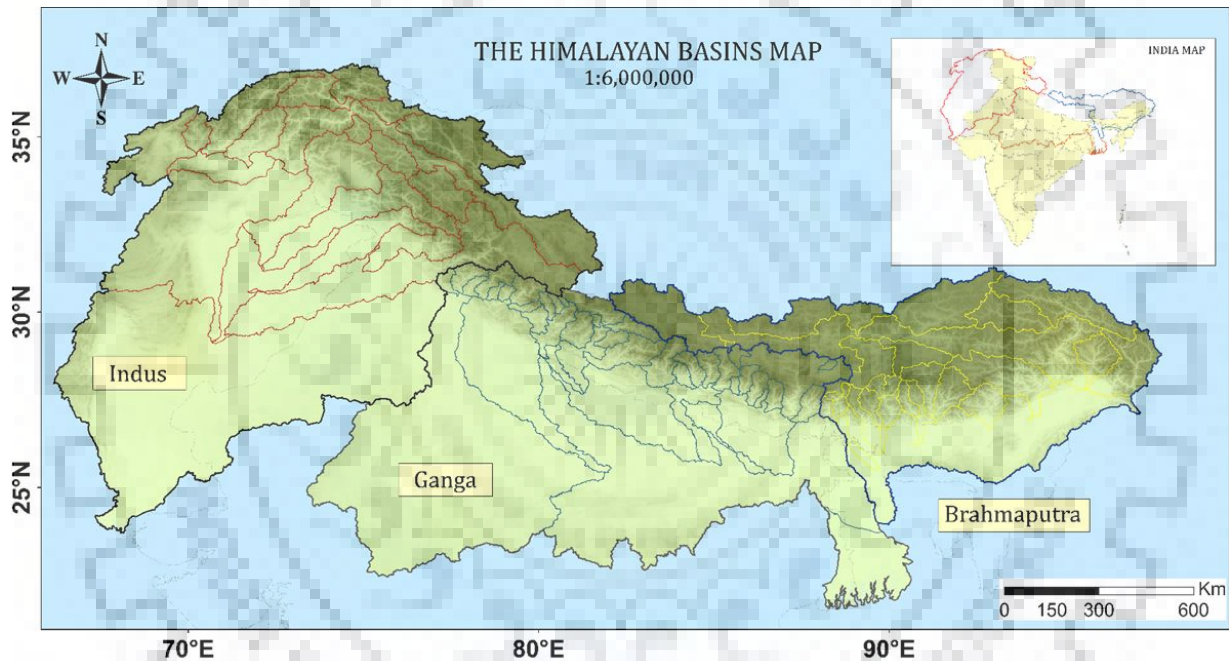 THE HIMALAYAN BASINS MAP
1:6,000,000
N
W
E
S
INDIA MAP
35°N
30°N
25°N
Indus
Ganga
Brahmaputra
Km
0 150 300 600
70°E 80°E 90°E